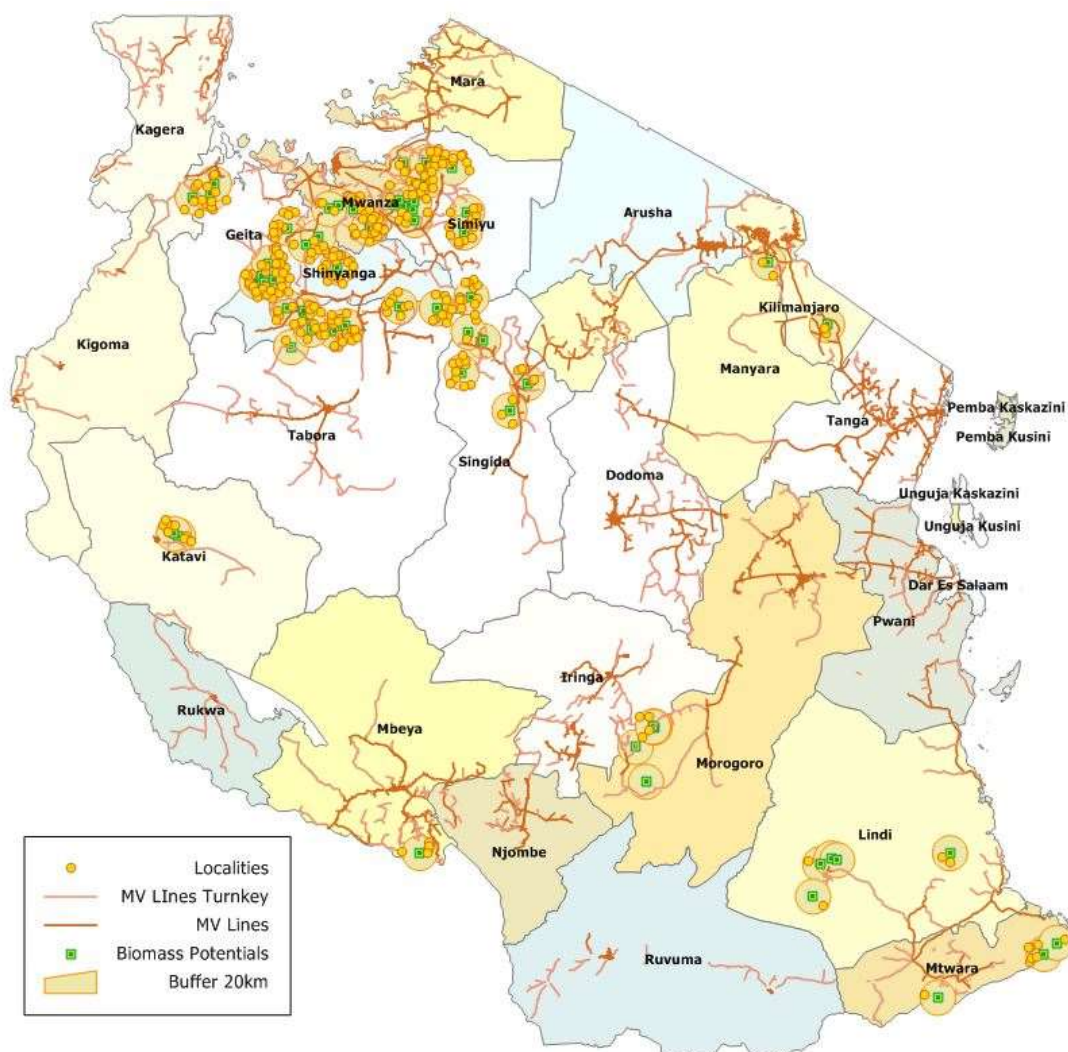 Mara
Kagera
Mwanza
Arusha
Simiyu
Geita
Shinyanga
Kilimanjaro
Kigoma
Manyara
Pemba Kaskazini
Tanga
Tabora
Pemba Kusini
Singida
Dodoma
Unguja Kaskazini
Unguja Kusini
Katavi
Dar Es Salaam
Pwani
Iringa
Rukwa
Mbeya
Morogoro
Lindi
Njombe
Ruvuma
Mtwara
Localities
MV LInes Turnkey
MV Lines
Biomass Potentials
Buffer 20km